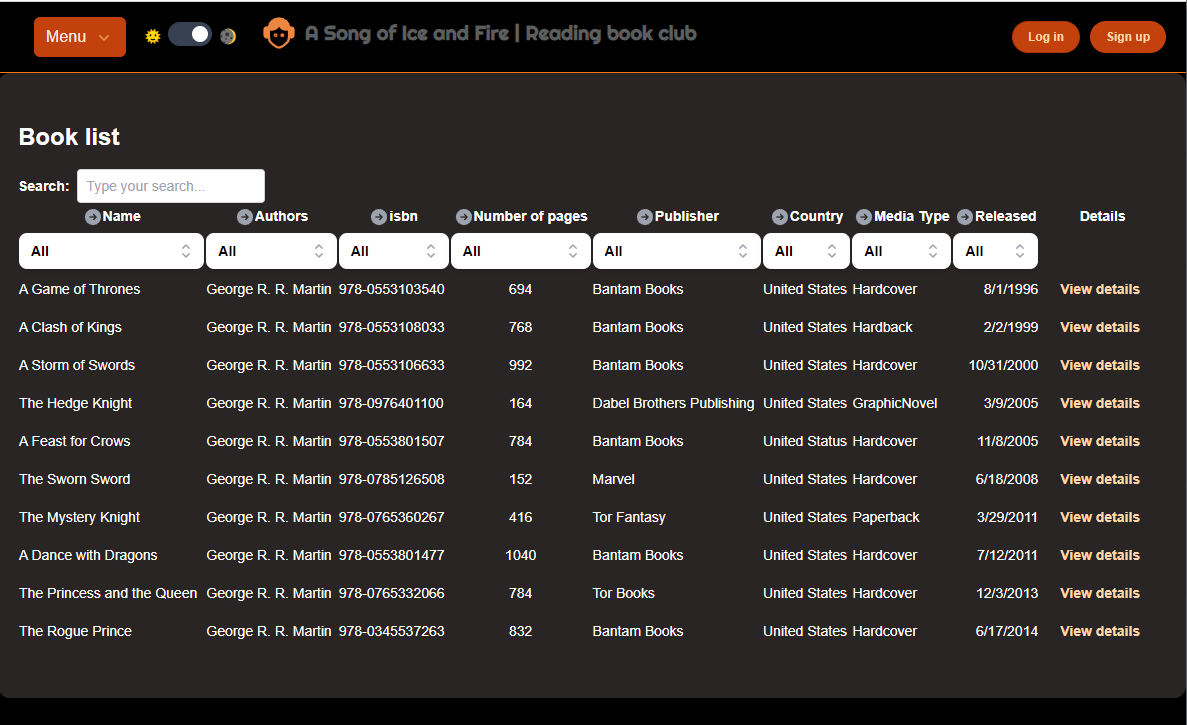 Menu A Song of Ice and Fire | Reading book club Log in Sign up
Book list
Search: Type your search...
Name Authors isbn Number of pages Publisher Country Media Type Released Details
All All All All All All All All
A Game of Thrones George R. R. Martin 978-0553103540 694 Bantam Books United States Hardcover 8/1/1996 View details
A Clash of Kings George R. R. Martin 978-0553108033 768 Bantam Books United States Hardback 2/2/1999 View details
A Storm of Swords George R. R. Martin 978-0553106633 992 Bantam Books United States Hardcover 10/31/2000 View details
The Hedge Knight George R. R. Martin 978-0976401100 164 Dabel Brothers Publishing United States GraphicNovel 3/9/2005 View details
A Feast for Crows George R. R. Martin 978-0553801507 784 Bantam Books United Status Hardcover 11/8/2005 View details
The Sworn Sword George R. R. Martin 978-0785126508 152 Marvel United States Hardcover 6/18/2008 View details
The Mystery Knight George R. R. Martin 978-0765360267 416 Tor Fantasy United States Paperback 3/29/2011 View details
A Dance with Dragons George R. R. Martin 978-0553801477 1040 Bantam Books United States Hardcover 7/12/2011 View details
The Princess and the Queen George R. R. Martin 978-0765332066 784 Tor Books United States Hardcover 12/3/2013 View details
The Rogue Prince George R. R. Martin 978-0345537263 832 Bantam Books United States Hardcover 6/17/2014 View details